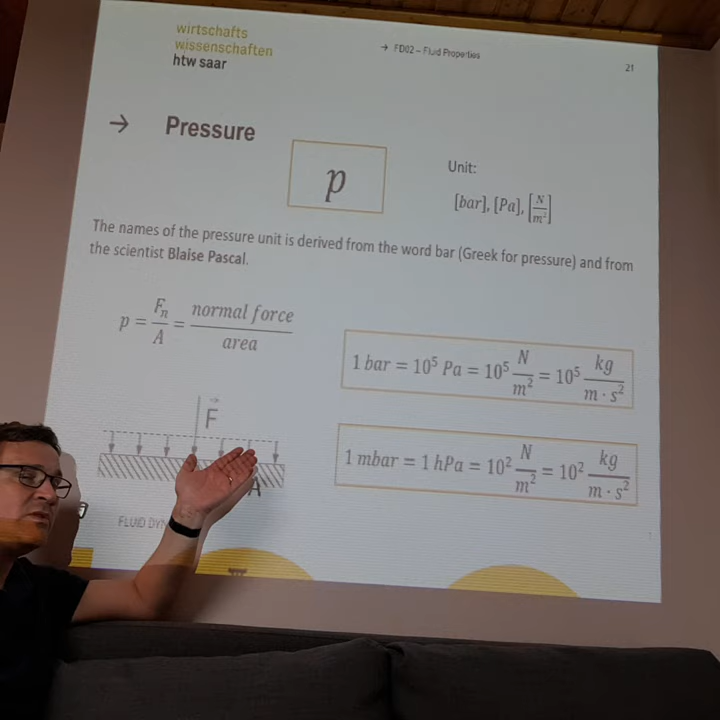 wirtschafts
wissenschaften
htw saar
→ FD02 – Fluid Properties
21
→ Pressure
p
Unit:
[bar], [Pa], [N/m²]
The names of the pressure unit is derived from the word bar (Greek for pressure) and from
the scientist Blaise Pascal.
p = Fₙ/A = normal force/area
1 bar = 10⁵ Pa = 10⁵ N/m² = 10⁵ kg/(m · s²)
F⃗
1 mbar = 1 hPa = 10² N/m² = 10² kg/(m · s²)
A
FLUID DYN